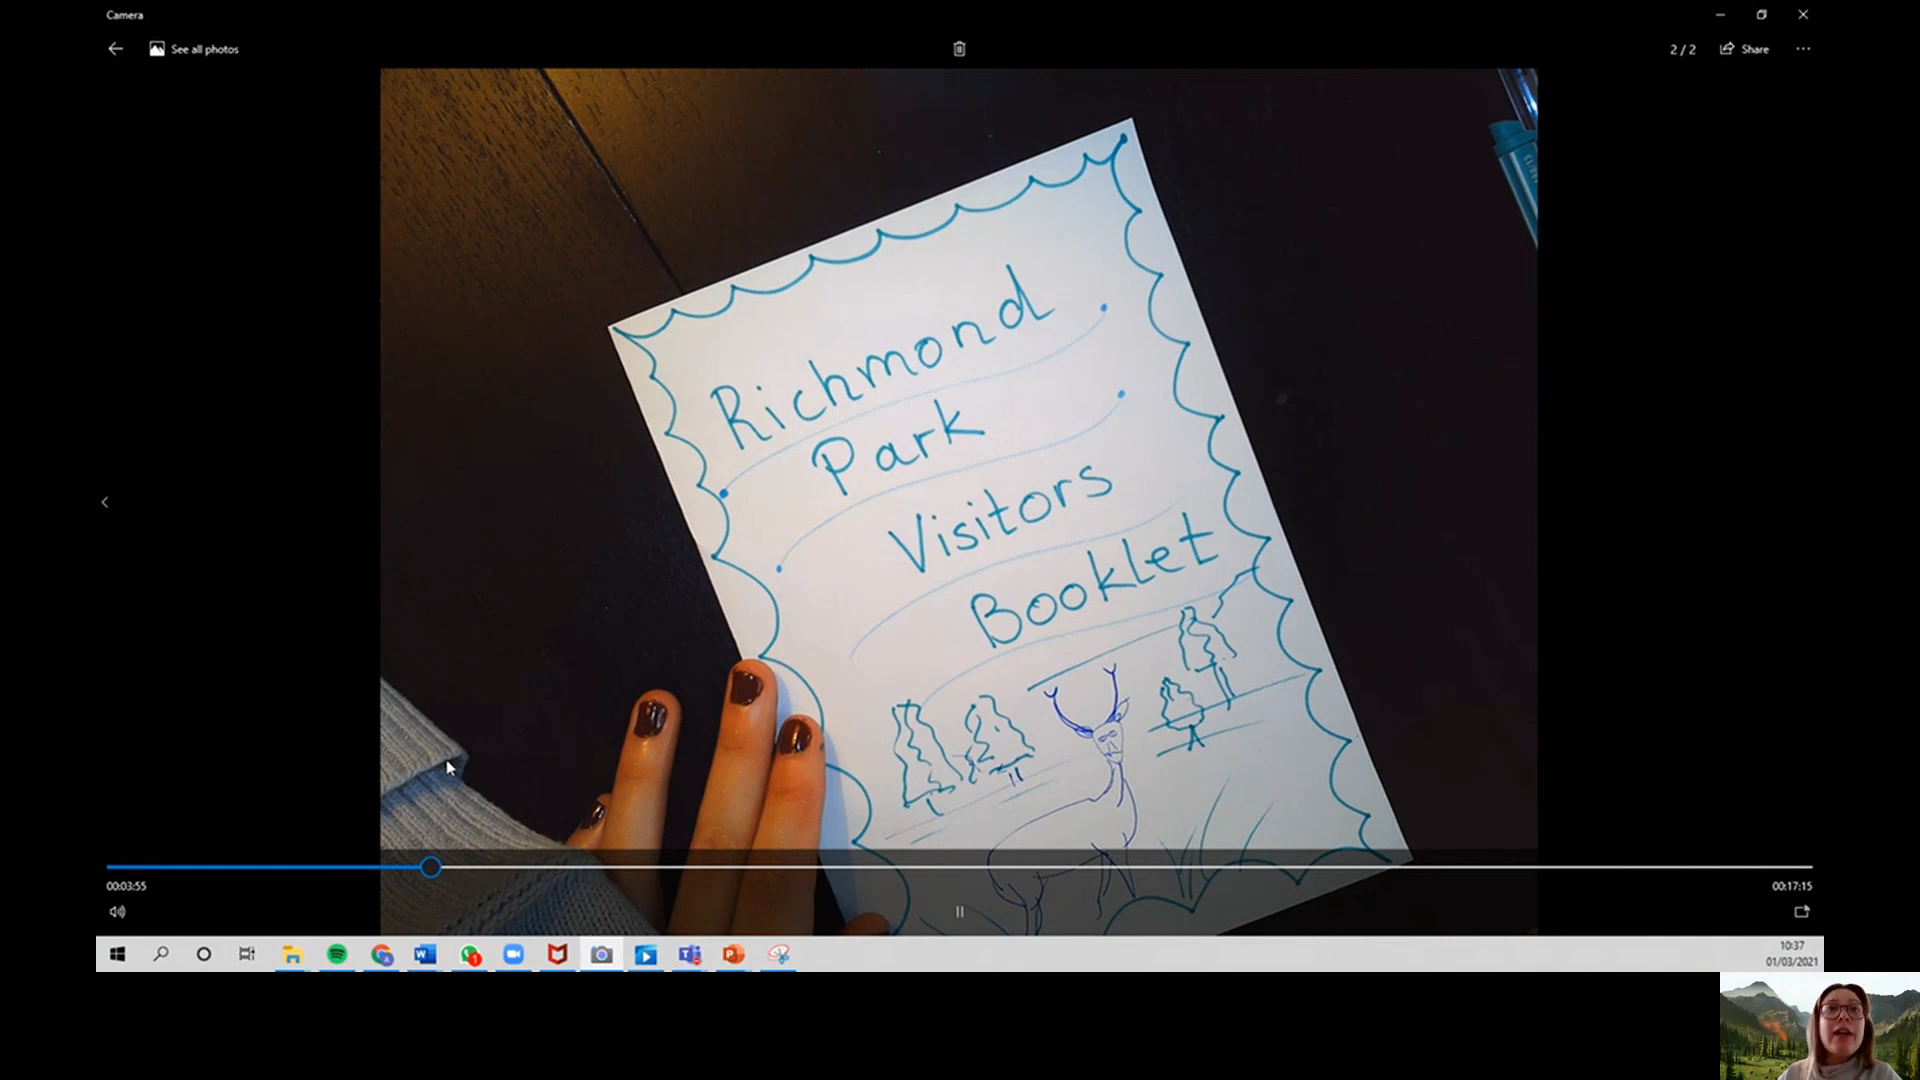 Camera
See all photos
2 / 2
Share
Richmond
Park
Visitors
Booklet
00:03:55
00:17:15
10:37
01/03/2021